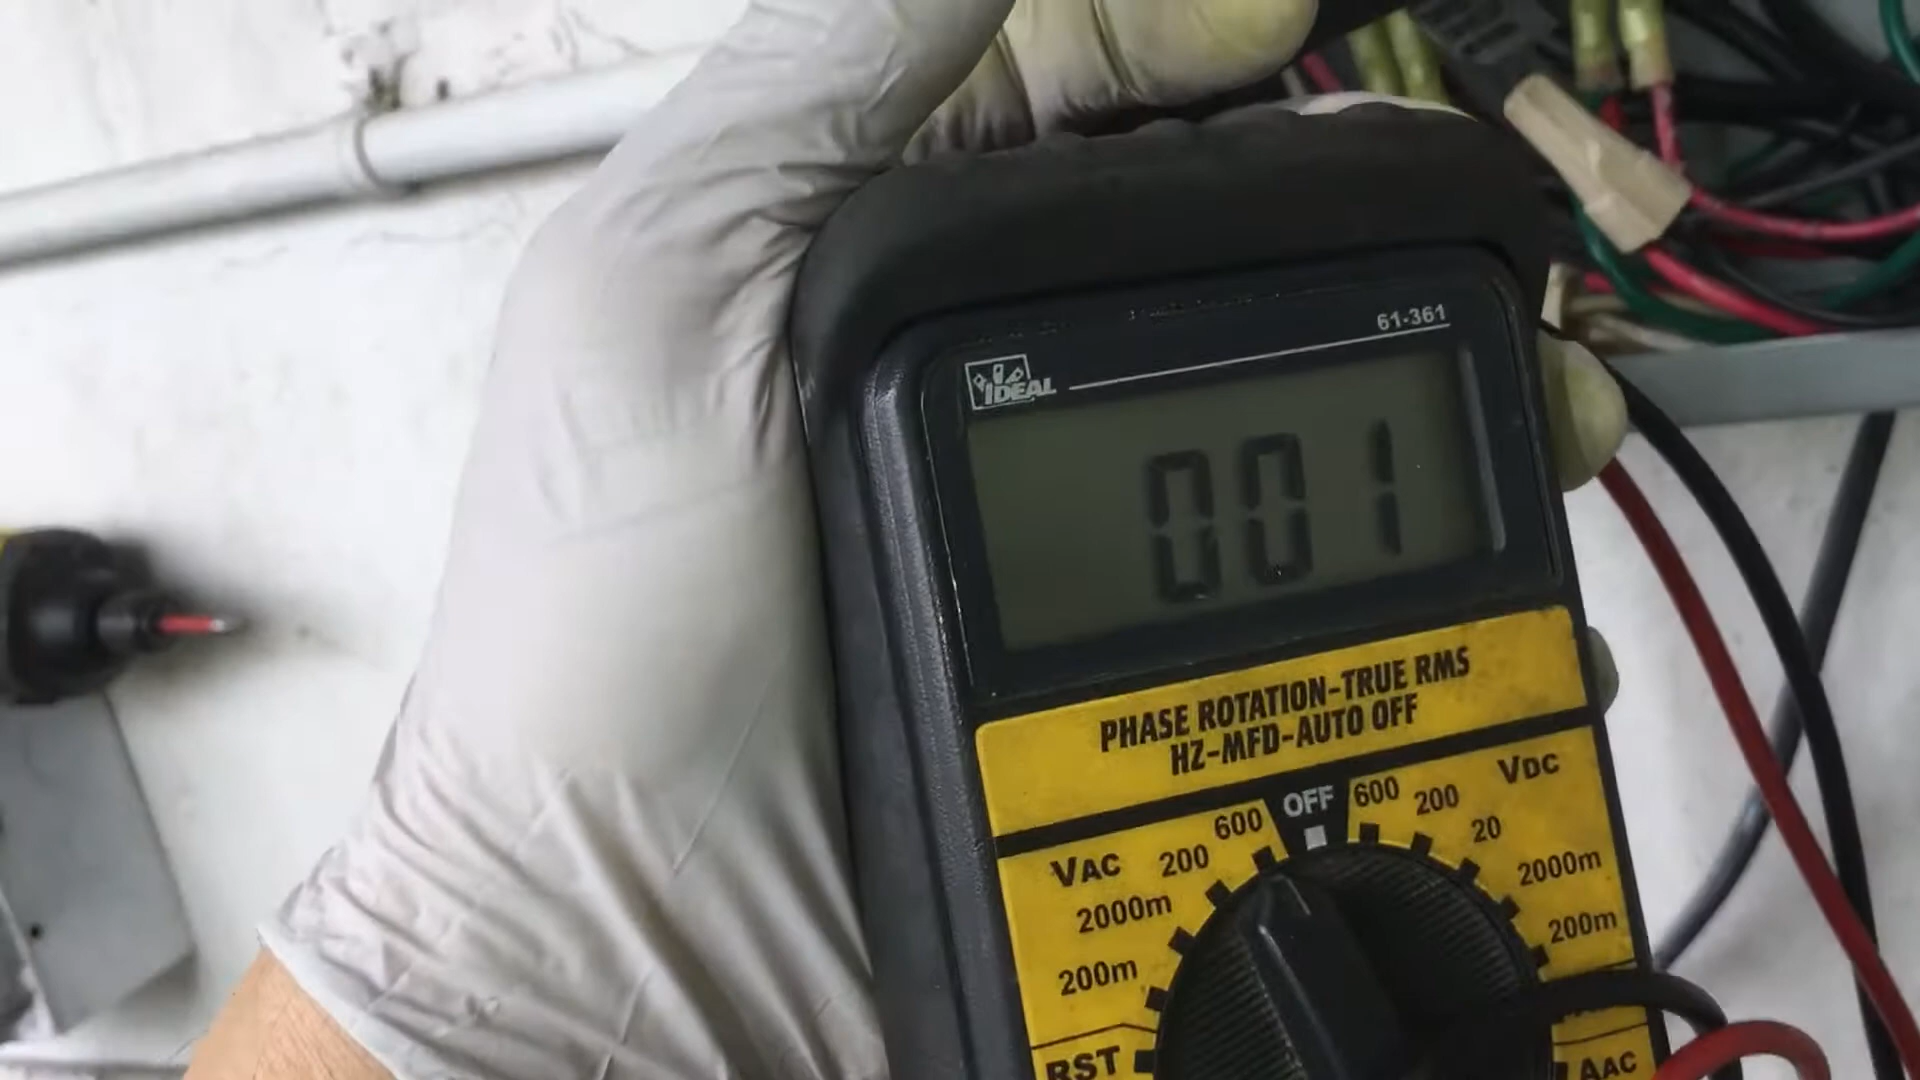 61-361
IDEAL
001
PHASE ROTATION-TRUE RMS
HZ-MFD-AUTO OFF
OFF
600
200
20
2000m
200m
VDC
600
200
2000m
200m
VAC
RST
AAC